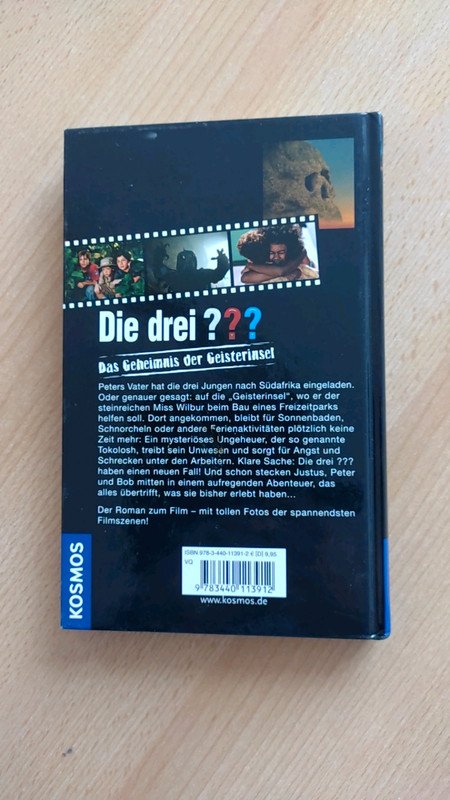 Die drei ???
Das Geheimnis der Geisterinsel
Peters Vater hat die drei Jungen nach Südafrika eingeladen.
Oder genauer gesagt: auf die „Geisterinsel", wo er der
steinreichen Miss Wilbur beim Bau eines Freizeitparks
helfen soll. Dort angekommen, bleibt für Sonnenbaden,
Schnorcheln oder andere Ferienaktivitäten plötzlich keine
Zeit mehr: Ein mysteriöses Ungeheuer, der so genannte
Tokolosh, treibt sein Unwesen und sorgt für Angst und
Schrecken unter den Arbeitern. Klare Sache: Die drei ???
haben einen neuen Fall! Und schon stecken Justus, Peter
und Bob mitten in einem aufregenden Abenteuer, das
alles übertrifft, was sie bisher erlebt haben...
Der Roman zum Film – mit tollen Fotos der spannendsten
Filmszenen!
ISBN 978-3-440-11391-2 € [D] 9,95
VQ
9 783440 113912
www.kosmos.de
KOSMOS